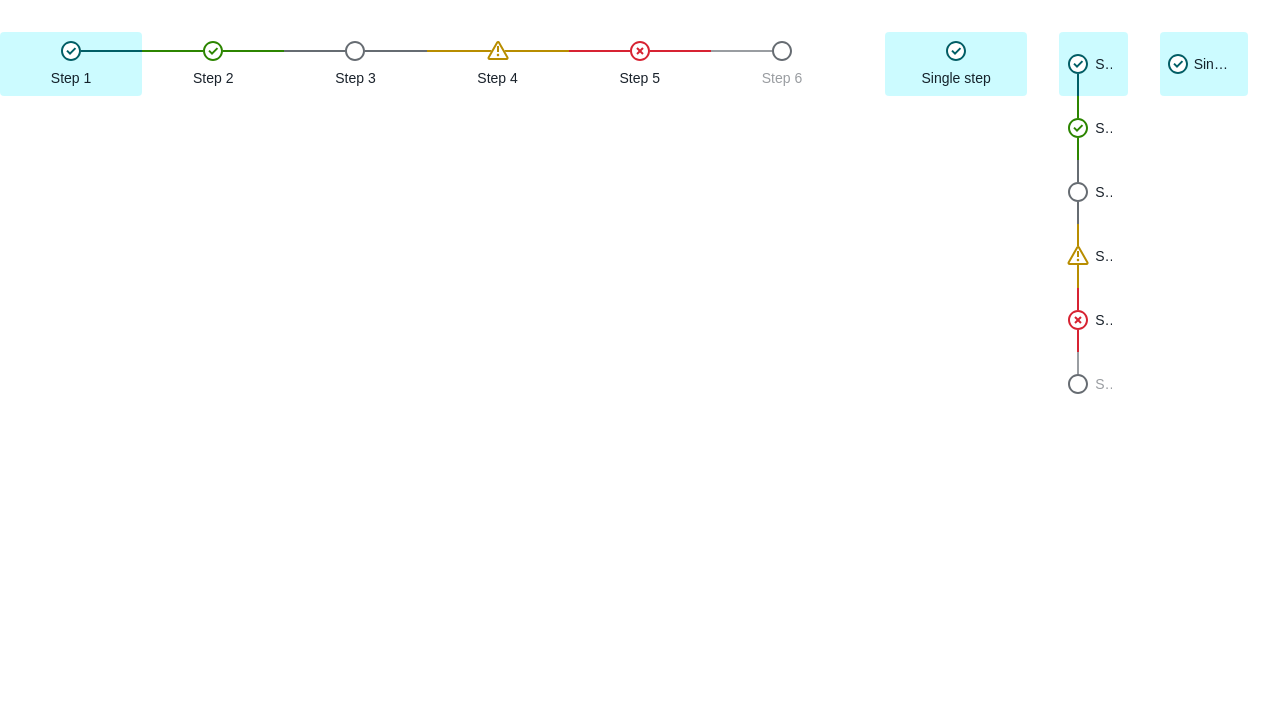 Step 1
Step 2
Step 3
Step 4
Step 5
Step 6
Single step
S..
S..
S..
S..
S..
S..
Sin…